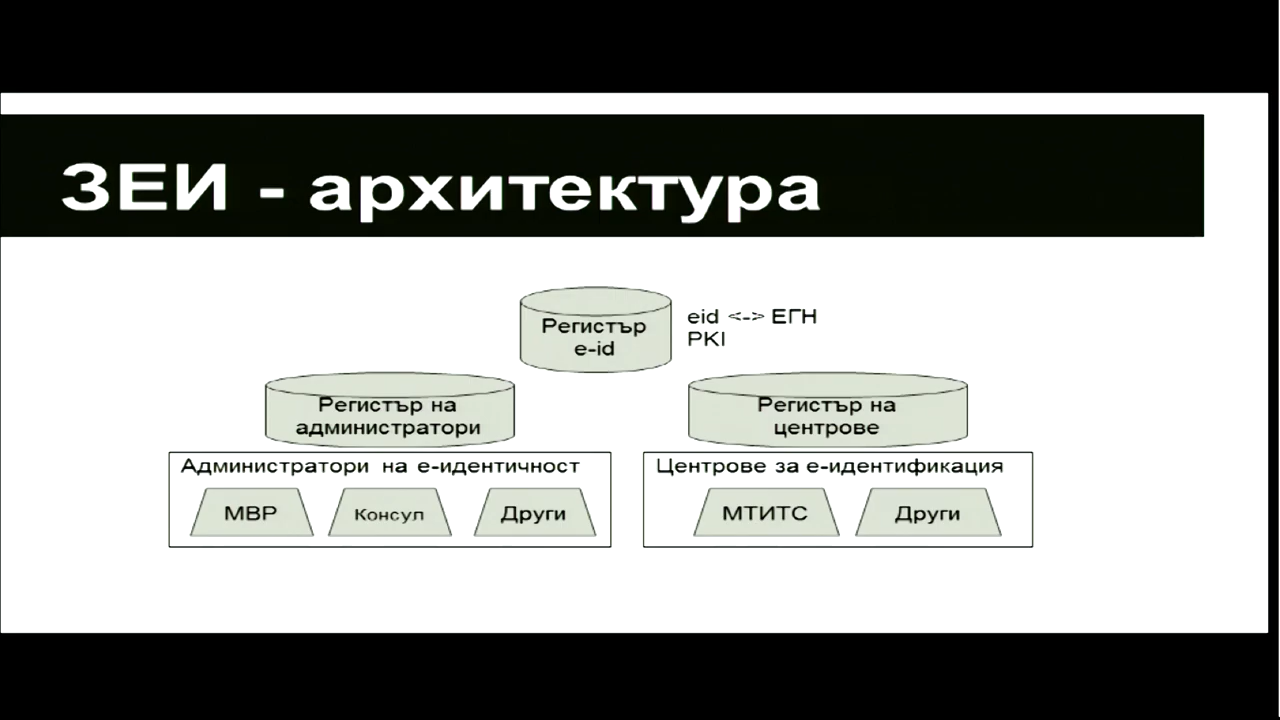 ЗЕИ - архитектура
Регистър
e-id
eid <-> ЕГН
PKI
Регистър на
администратори
Регистър на
центрове
Администратори на е-идентичност
МВР
Консул
Други
Центрове за е-идентификация
МТИТС
Други